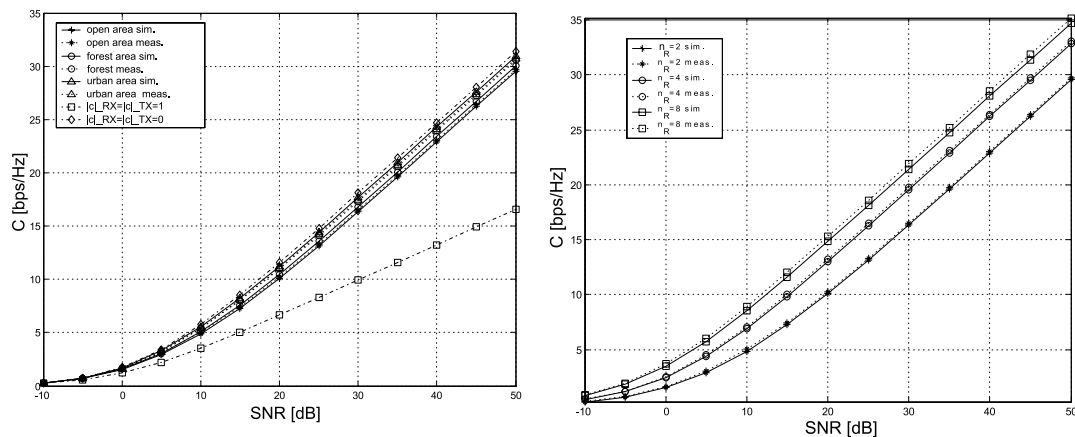 35
30
25
20
15
10
5
0
C [bps/Hz]
-10 0 10 20 30 40 50
SNR [dB]
open area sim.
open area meas.
forest area sim.
forest meas.
urban area sim.
urban area meas.
|c|_RX=|c|_TX=1
|c|_RX=|c|_TX=0
35
30
25
20
15
10
5
C [bps/Hz]
-10 0 10 20 30 40 50
SNR [dB]
n_R=2 sim.
n_R=2 meas.
n_R=4 sim.
n_R=4 meas.
n_R=8 sim
n_R=8 meas.